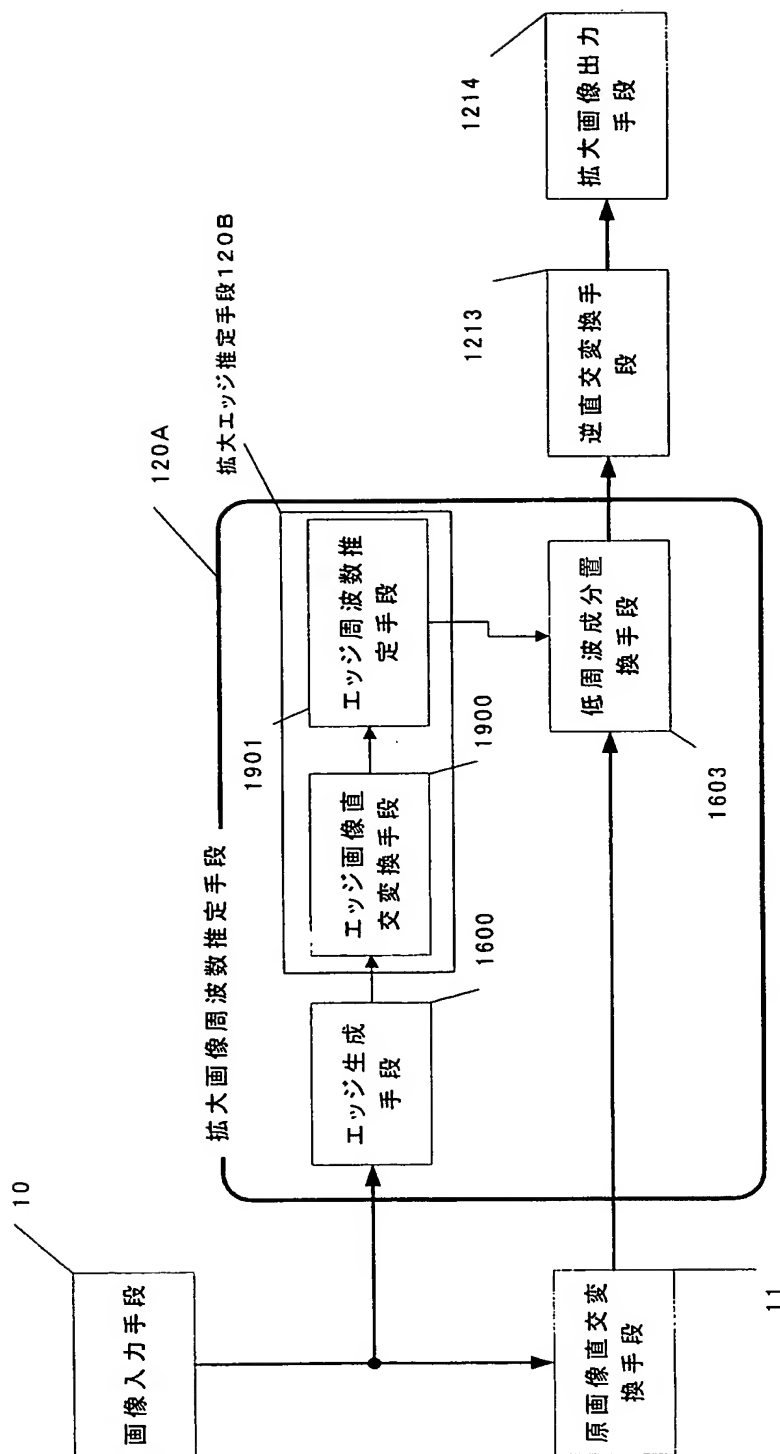 10
画像入力手段
原画像直交変
換手段
11
拡大画像周波数推定手段
120A
拡大エッジ推定手段120B
エッジ生成
手段
1600
エッジ画像直
交変換手段
1900
エッジ周波数推
定手段
1901
低周波成分置
換手段
1603
逆直交変換手
段
1213
拡大画像出力
手段
1214